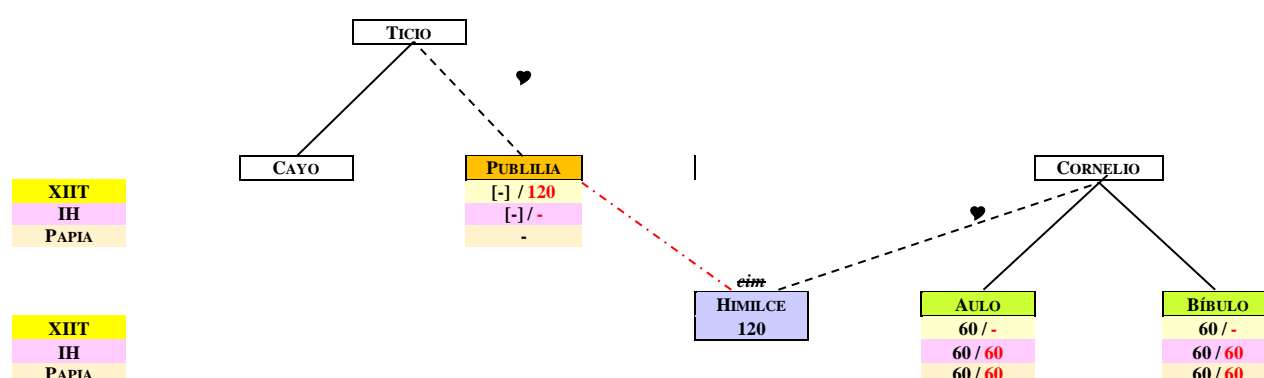 TICIO
CAYO PUBLILIA CORNELIO
XIIT [-] / 120
IH [-] / -
PAPIA -
cim
HIMILCE AULO BÍBULO
XIIT 120 60 / - 60 / -
IH 60 / 60 60 / 60
PAPIA 60 / 60 60 / 60